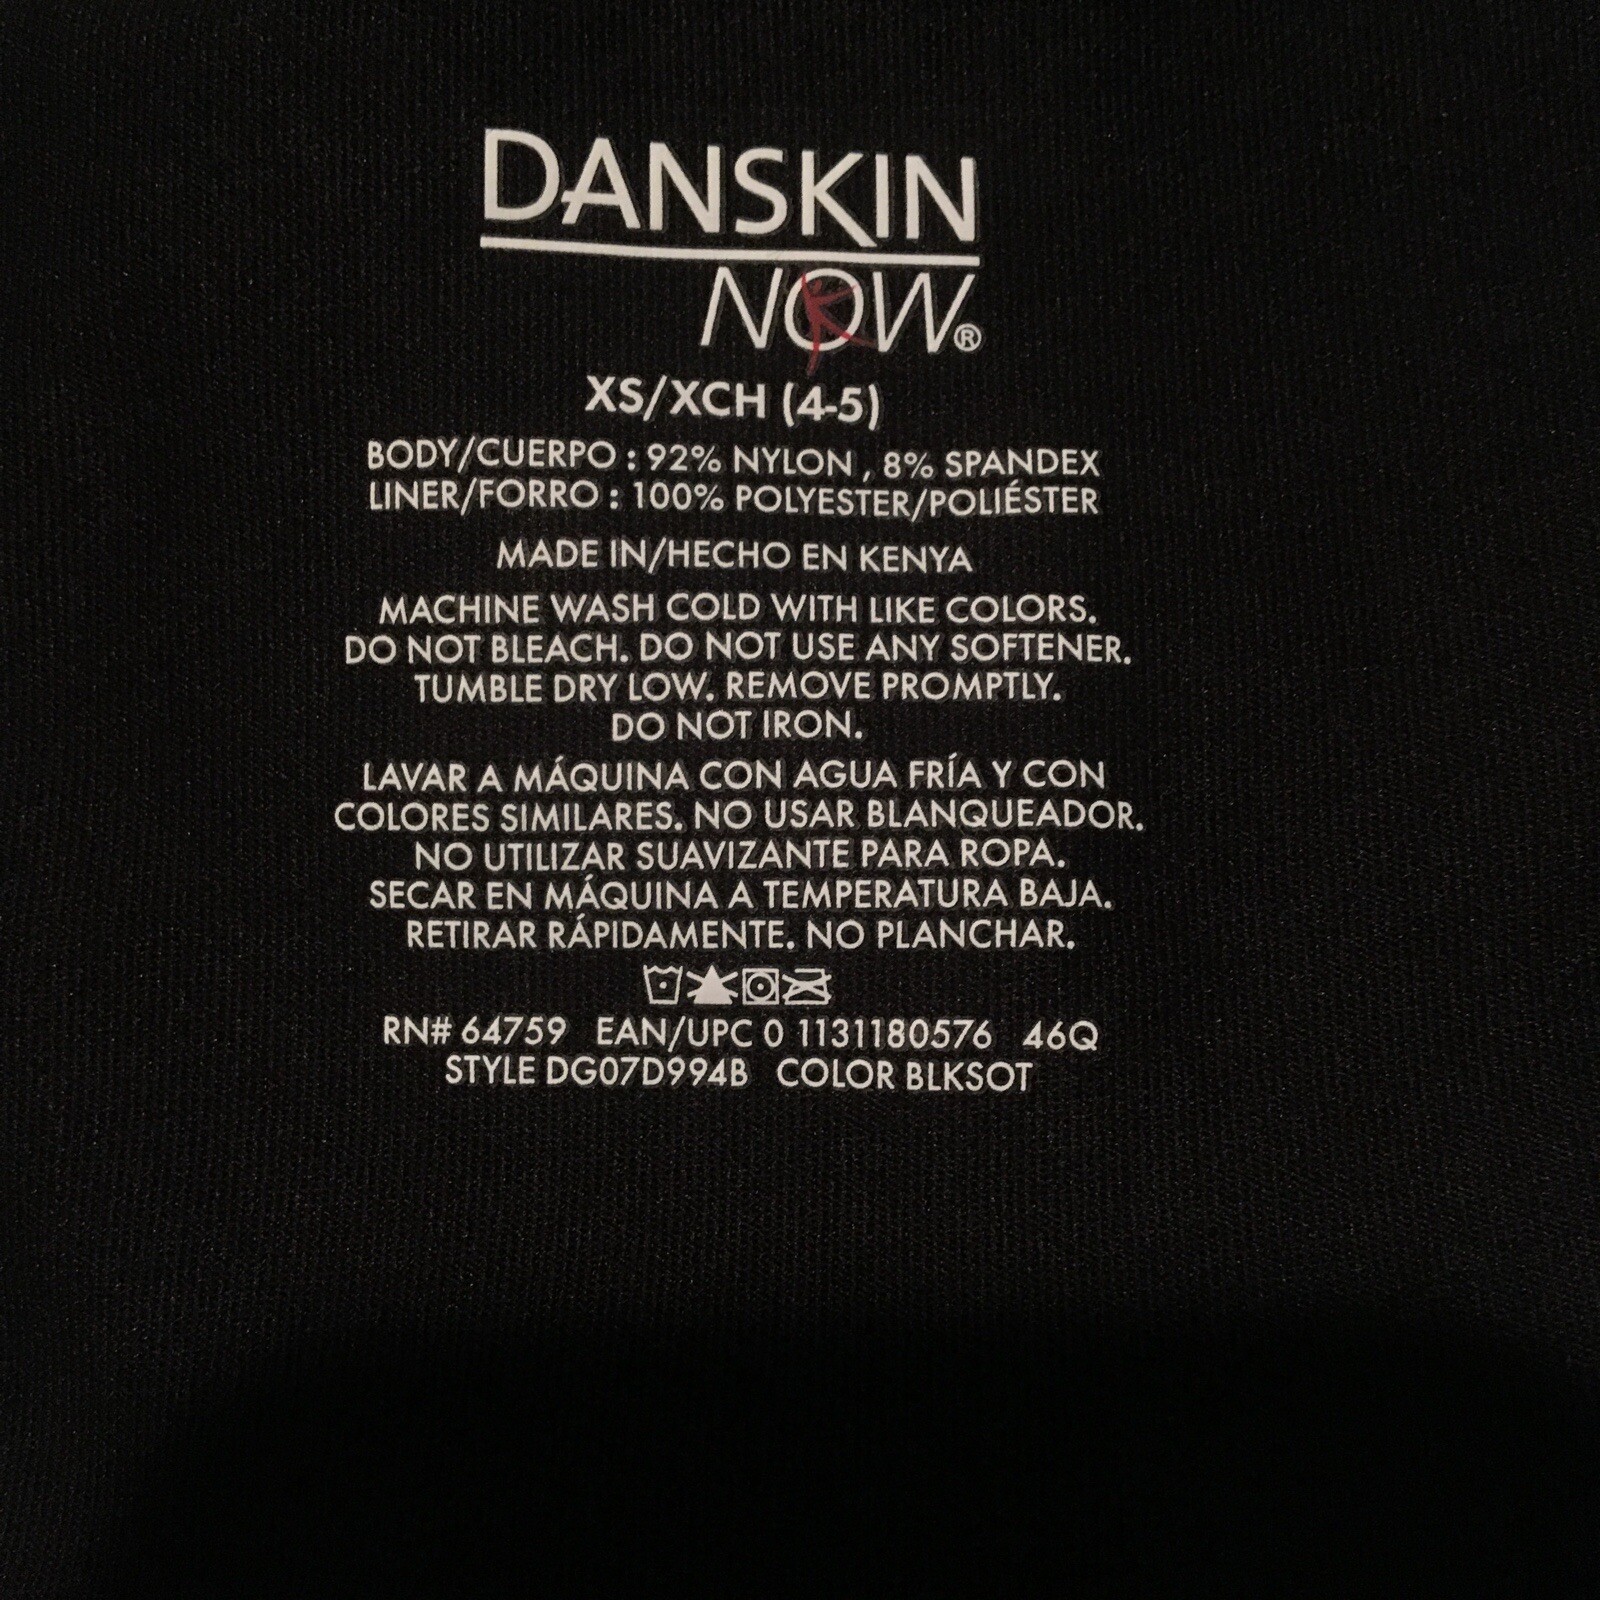 DANSKIN
NOW®
XS/XCH (4-5)
BODY/CUERPO : 92% NYLON , 8% SPANDEX
LINER/FORRO : 100% POLYESTER/POLIÉSTER
MADE IN/HECHO EN KENYA
MACHINE WASH COLD WITH LIKE COLORS.
DO NOT BLEACH. DO NOT USE ANY SOFTENER.
TUMBLE DRY LOW. REMOVE PROMPTLY.
DO NOT IRON.
LAVAR A MÁQUINA CON AGUA FRÍA Y CON
COLORES SIMILARES. NO USAR BLANQUEADOR.
NO UTILIZAR SUAVIZANTE PARA ROPA.
SECAR EN MÁQUINA A TEMPERATURA BAJA.
RETIRAR RÁPIDAMENTE. NO PLANCHAR.
RN# 64759 EAN/UPC 0 1131180576 46Q
STYLE DG07D994B COLOR BLKSOT